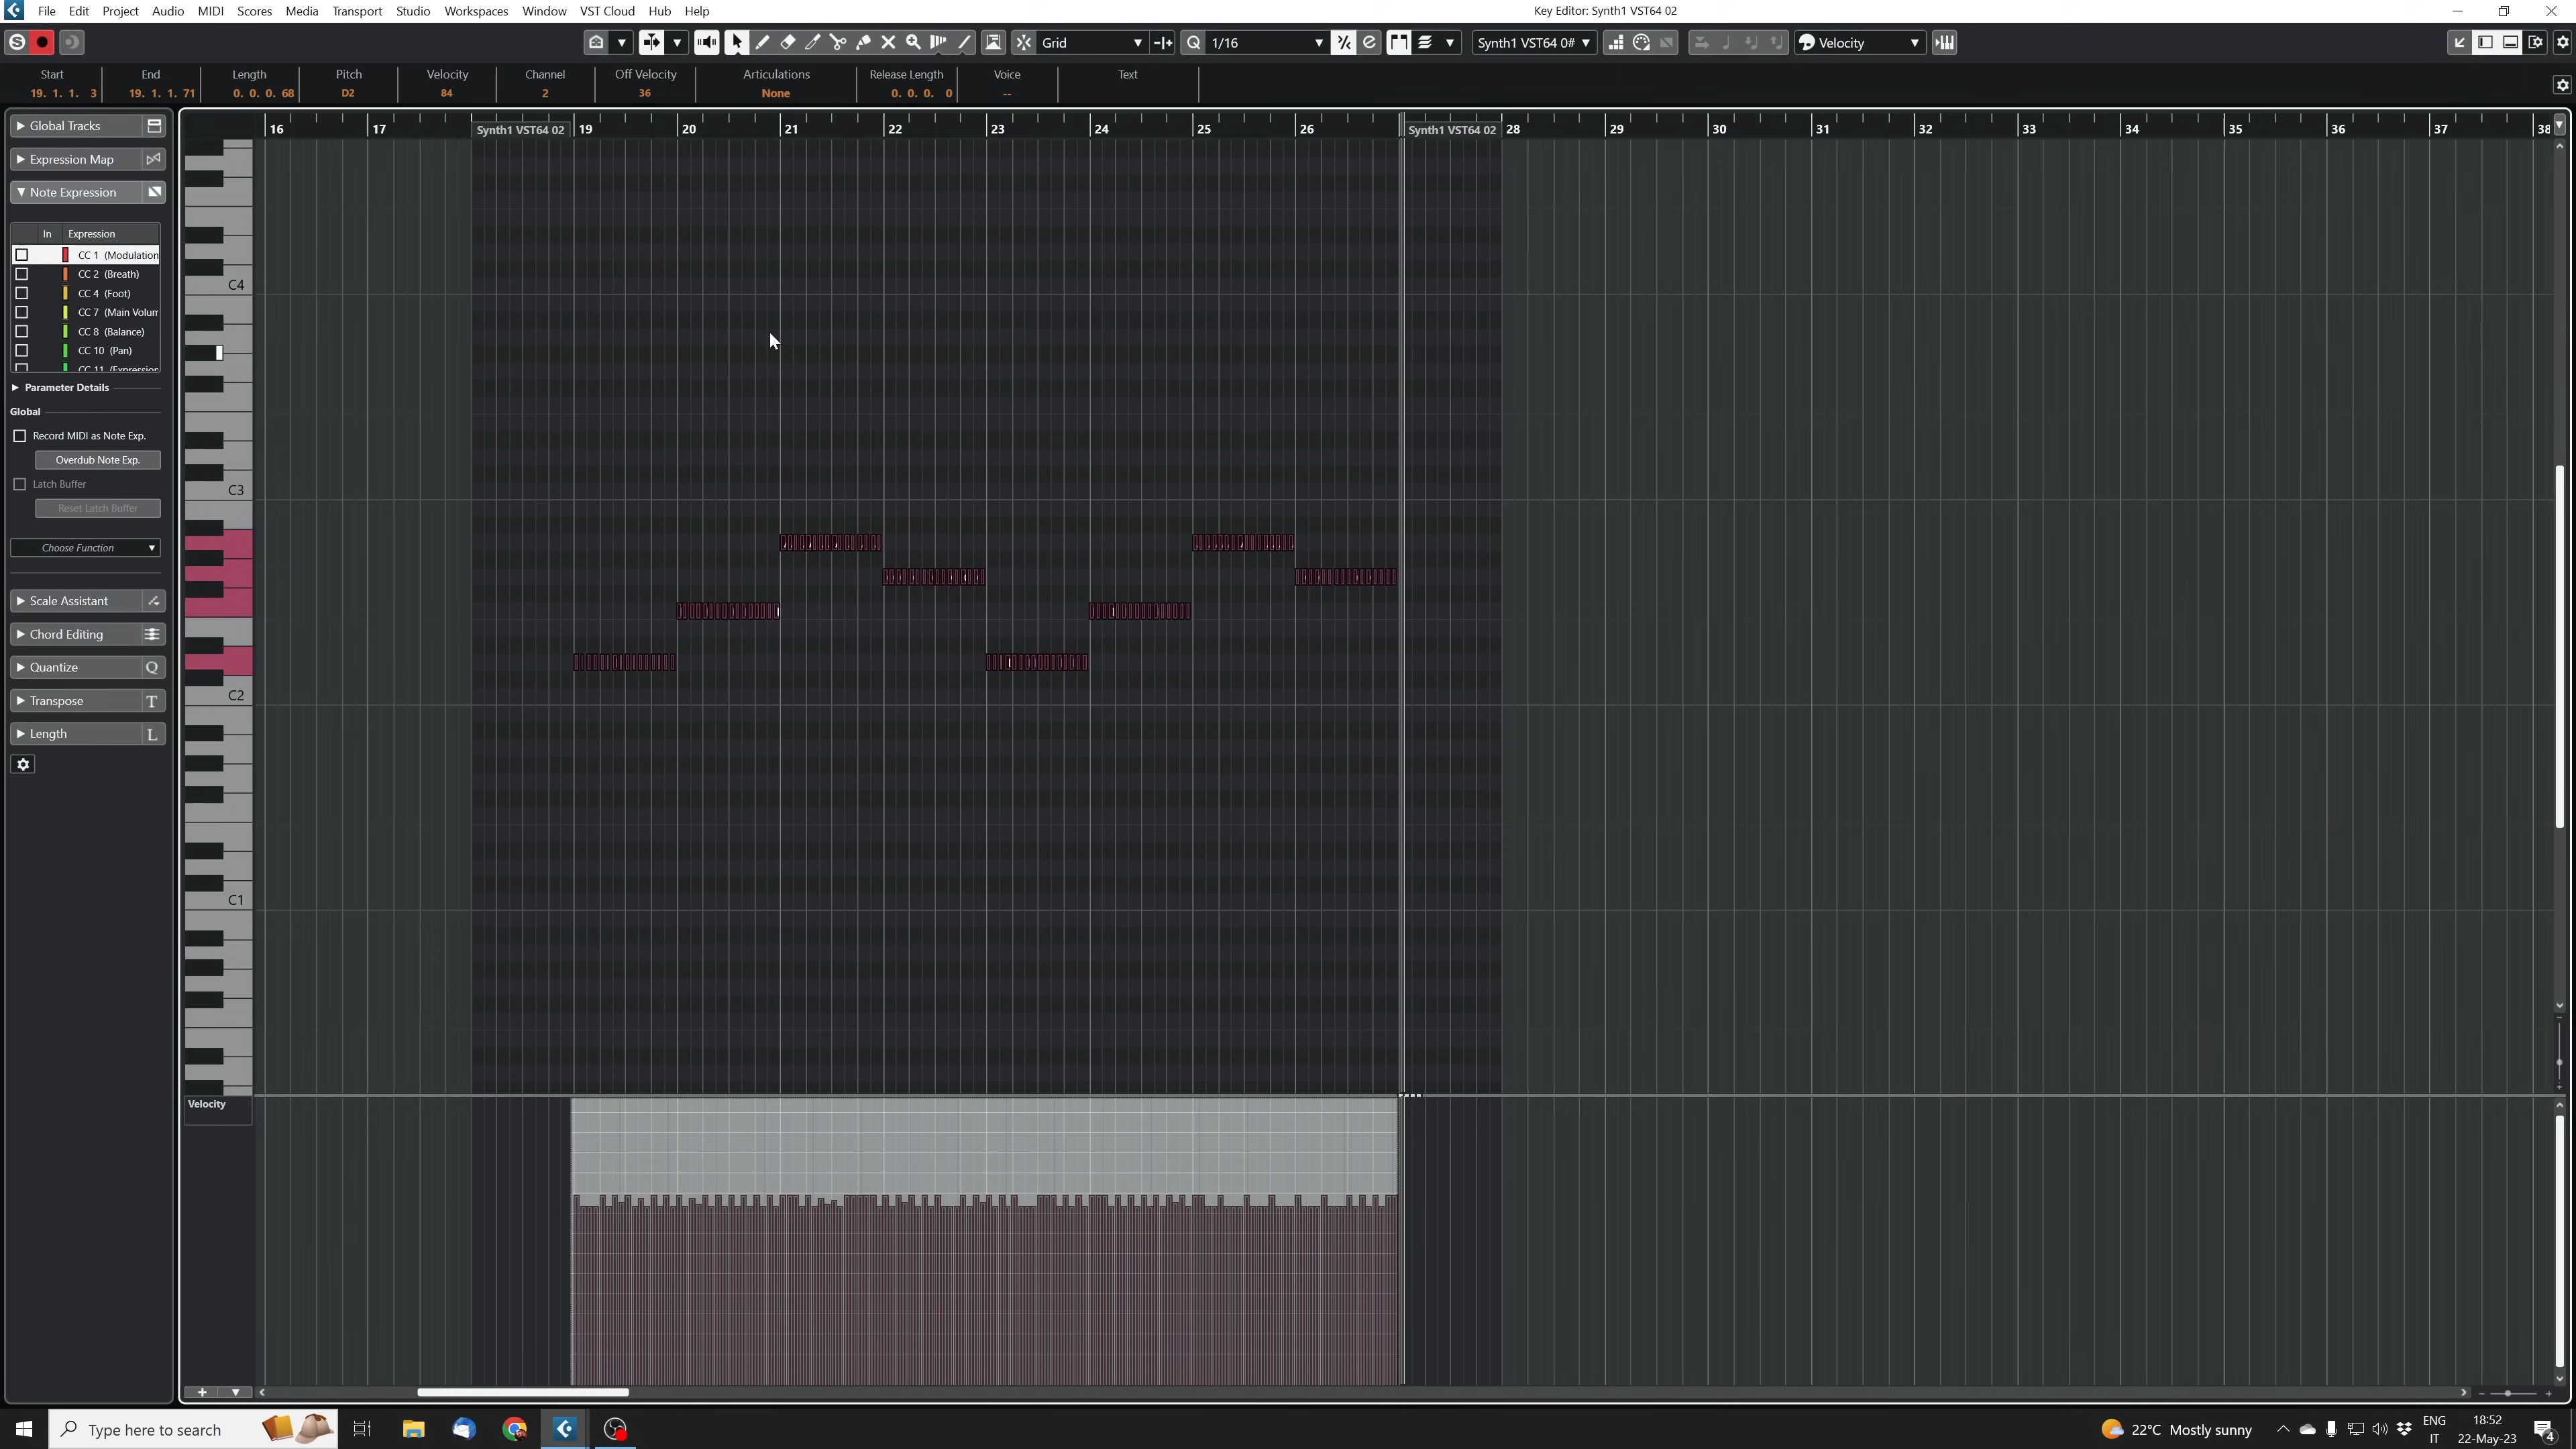 File Edit Project Audio MIDI Scores Media Transport Studio Workspaces Window VST Cloud Hub Help
Key Editor: Synth1 VST64 02
S
Grid
Q 1/16
Synth1 VST64 0#
Velocity
Start End Length Pitch Velocity Channel Off Velocity Articulations Release Length Voice Text
19. 1. 1. 3 19. 1. 1. 71 0. 0. 0. 68 D2 84 2 36 None 0. 0. 0. 0 --
Global Tracks
Expression Map
Note Expression
In Expression
CC 1 (Modulation
CC 2 (Breath)
CC 4 (Foot)
CC 7 (Main Volum
CC 8 (Balance)
CC 10 (Pan)
CC 11 (Expression
Parameter Details
Global
Record MIDI as Note Exp.
Overdub Note Exp.
Latch Buffer
Reset Latch Buffer
Choose Function
Scale Assistant
Chord Editing
Quantize Q
Transpose T
Length L
16 17 Synth1 VST64 02 19 20 21 22 23 24 25 26 Synth1 VST64 02 28 29 30 31 32 33 34 35 36 37 38
C4
C3
C2
C1
Velocity
Type here to search
22°C Mostly sunny
ENG
IT
18:52
22-May-23
4